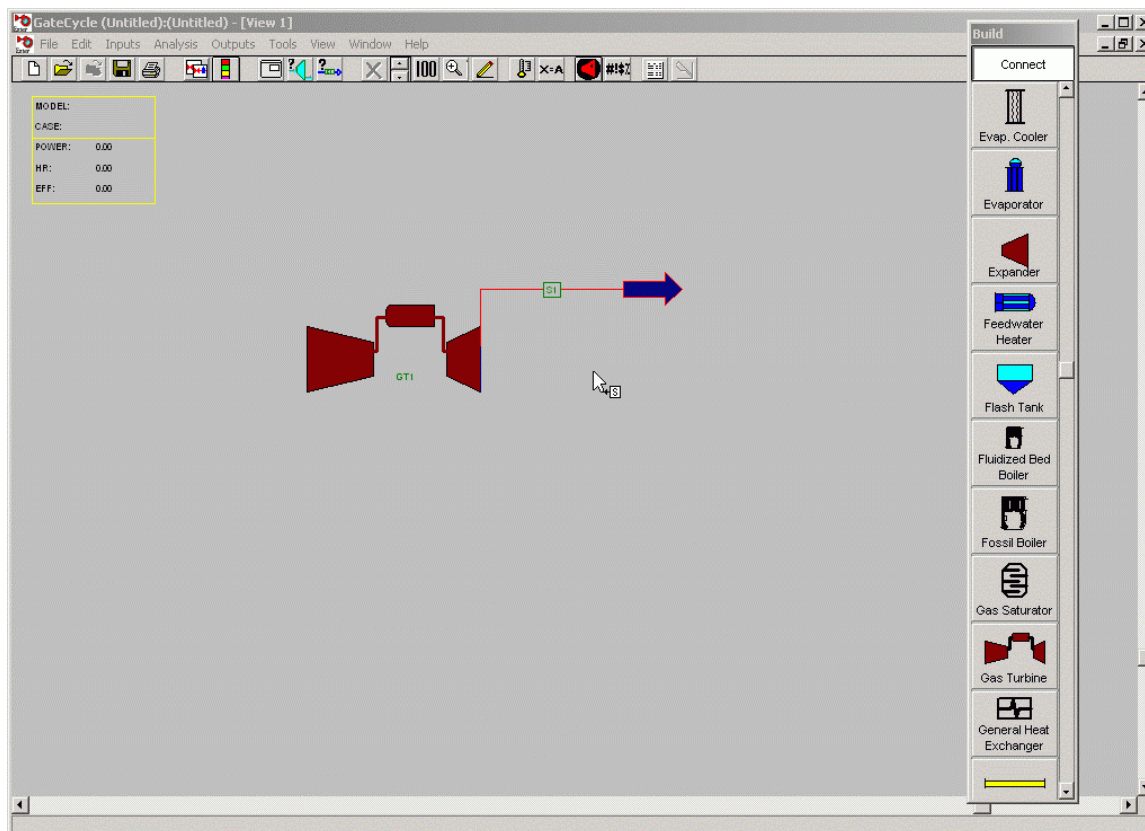 GateCycle (Untitled):(Untitled) - [View 1]
File Edit Inputs Analysis Outputs Tools View Window Help
100 X=A #!$%
MODEL:
CASE:
POWER: 0.00
HR: 0.00
EFF: 0.00
S1
GT1
S
Build
Connect
Evap. Cooler
Evaporator
Expander
Feedwater
Heater
Flash Tank
Fluidized Bed
Boiler
Fossil Boiler
Gas Saturator
Gas Turbine
General Heat
Exchanger